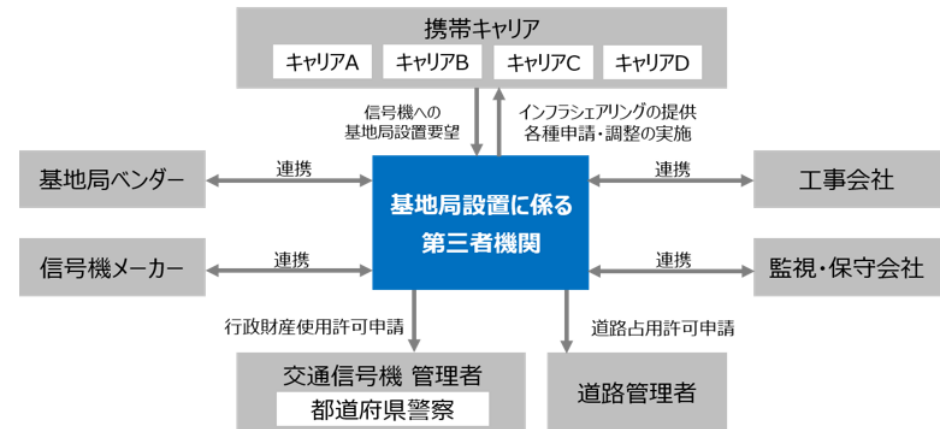 携帯キャリア
キャリアA
キャリアB
キャリアC
キャリアD
信号機への
基地局設置要望
インフラシェアリングの提供
各種申請・調整の実施
基地局ベンダー
連携
基地局設置に係る
第三者機関
連携
工事会社
信号機メーカー
連携
連携
監視・保守会社
行政財産使用許可申請
道路占用許可申請
交通信号機 管理者
都道府県警察
道路管理者